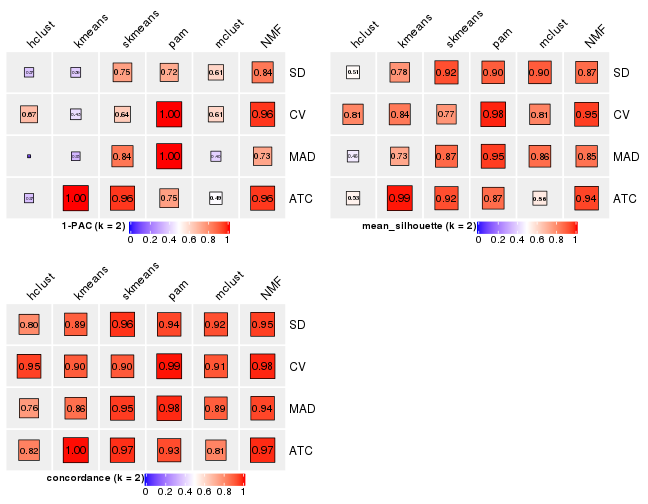 hclust kmeans skmeans pam mclust NMF
0.75 0.72 0.61 0.84 SD
0.67 0.43 0.64 1.00 0.61 0.96 CV
0.84 1.00 0.73 MAD
1.00 0.96 0.75 0.49 0.96 ATC
1-PAC (k = 2)
0 0.2 0.4 0.6 0.8 1
hclust kmeans skmeans pam mclust NMF
0.51 0.78 0.92 0.90 0.90 0.87 SD
0.81 0.84 0.77 0.98 0.81 0.95 CV
0.73 0.87 0.95 0.86 0.85 MAD
0.53 0.99 0.92 0.87 0.56 0.94 ATC
mean_silhouette (k = 2)
0 0.2 0.4 0.6 0.8 1
hclust kmeans skmeans pam mclust NMF
0.80 0.89 0.96 0.94 0.92 0.95 SD
0.95 0.90 0.90 0.99 0.91 0.98 CV
0.76 0.86 0.95 0.98 0.89 0.94 MAD
0.82 1.00 0.97 0.93 0.81 0.97 ATC
concordance (k = 2)
0 0.2 0.4 0.6 0.8 1